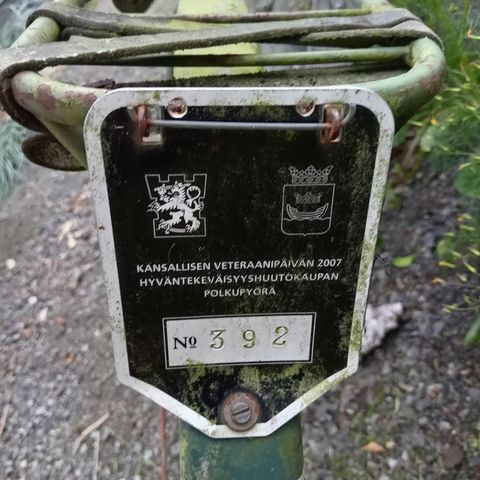 KANSALLISEN VETERAANIPÄIVÄN 2007
HYVÄNTEKEVÄISYYSHUUTOKAUPAN
POLKUPYÖRÄ
No 392